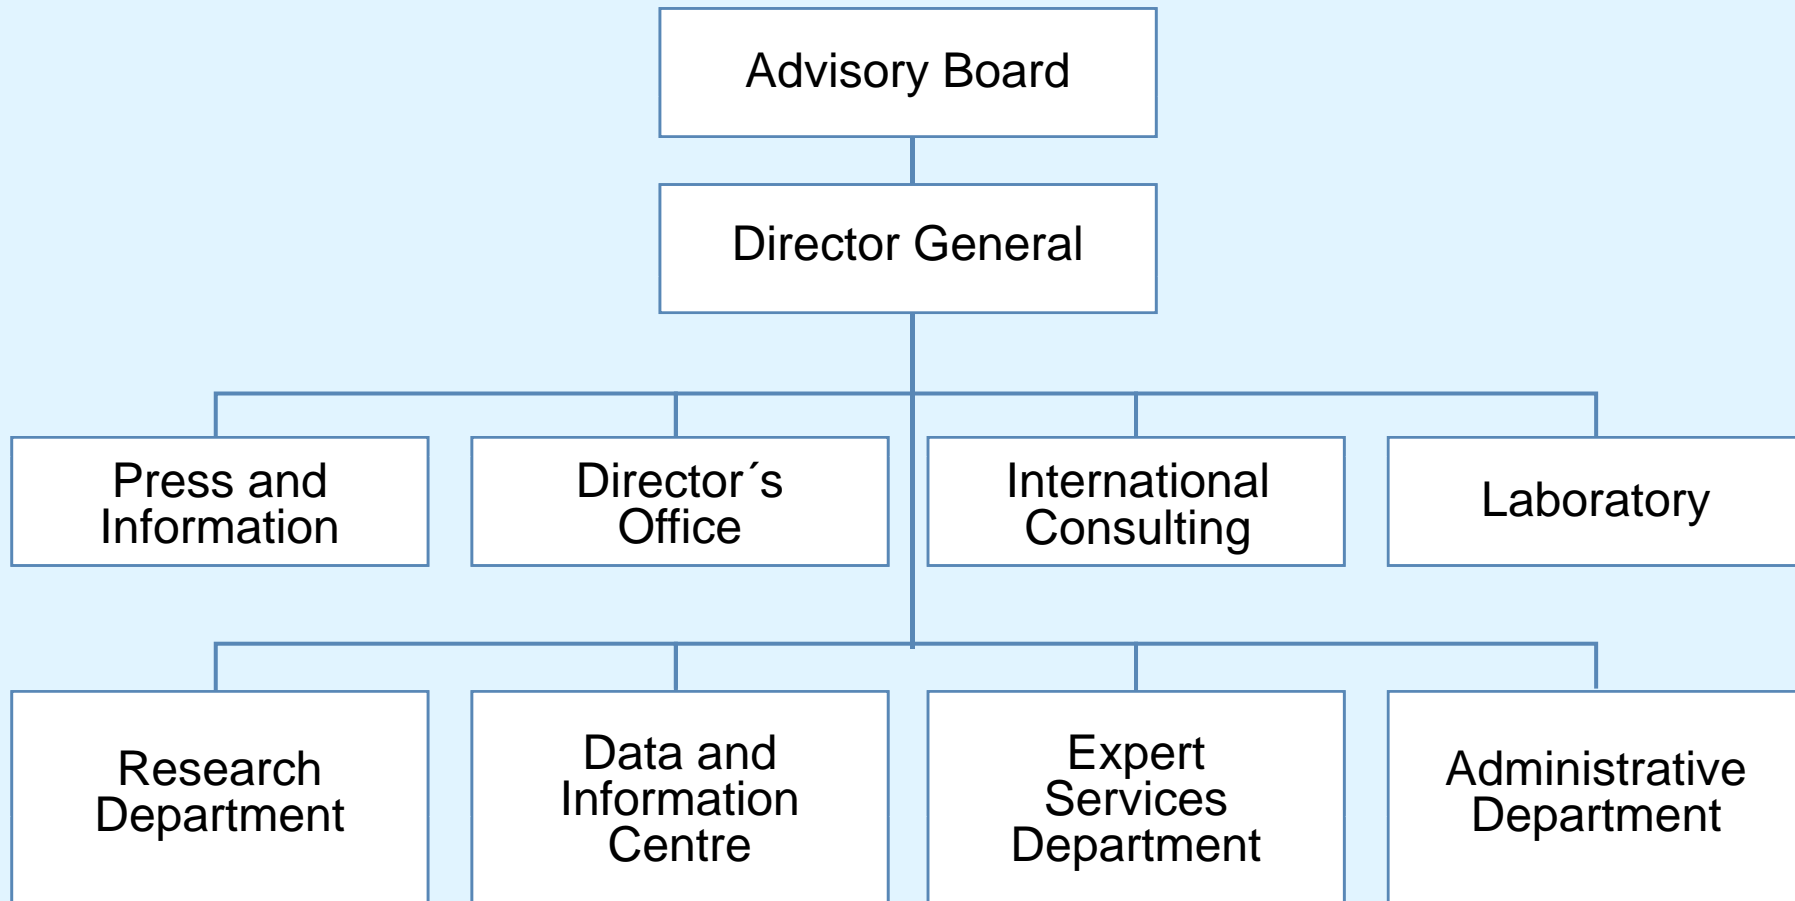 Advisory Board
Director General
Press and
Information
Director´s
Office
International
Consulting
Laboratory
Research
Department
Data and
Information
Centre
Expert
Services
Department
Administrative
Department